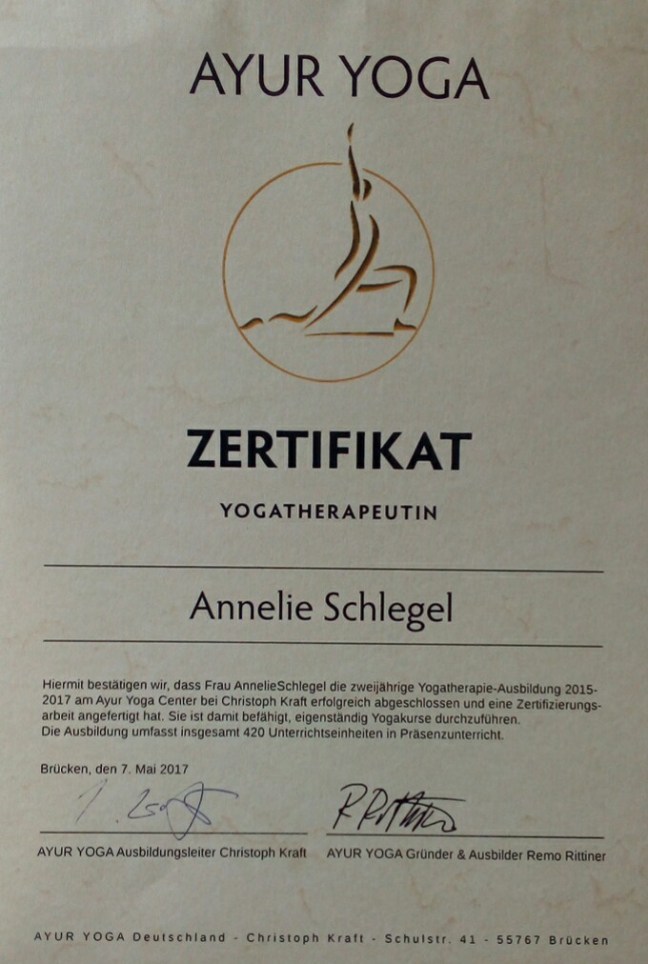 AYUR YOGA
ZERTIFIKAT
YOGATHERAPEUTIN
Annelie Schlegel
Hiermit bestätigen wir, dass Frau AnnelieSchlegel die zweijährige Yogatherapie-Ausbildung 2015-
2017 am Ayur Yoga Center bei Christoph Kraft erfolgreich abgeschlossen und eine Zertifizierungs-
arbeit angefertigt hat. Sie ist damit befähigt, eigenständig Yogakurse durchzuführen.
Die Ausbildung umfasst insgesamt 420 Unterrichtseinheiten in Präsenzunterricht.
Brücken, den 7. Mai 2017
AYUR YOGA Ausbildungsleiter Christoph Kraft AYUR YOGA Gründer & Ausbilder Remo Rittiner
AYUR YOGA Deutschland - Christoph Kraft - Schulstr. 41 - 55767 Brücken